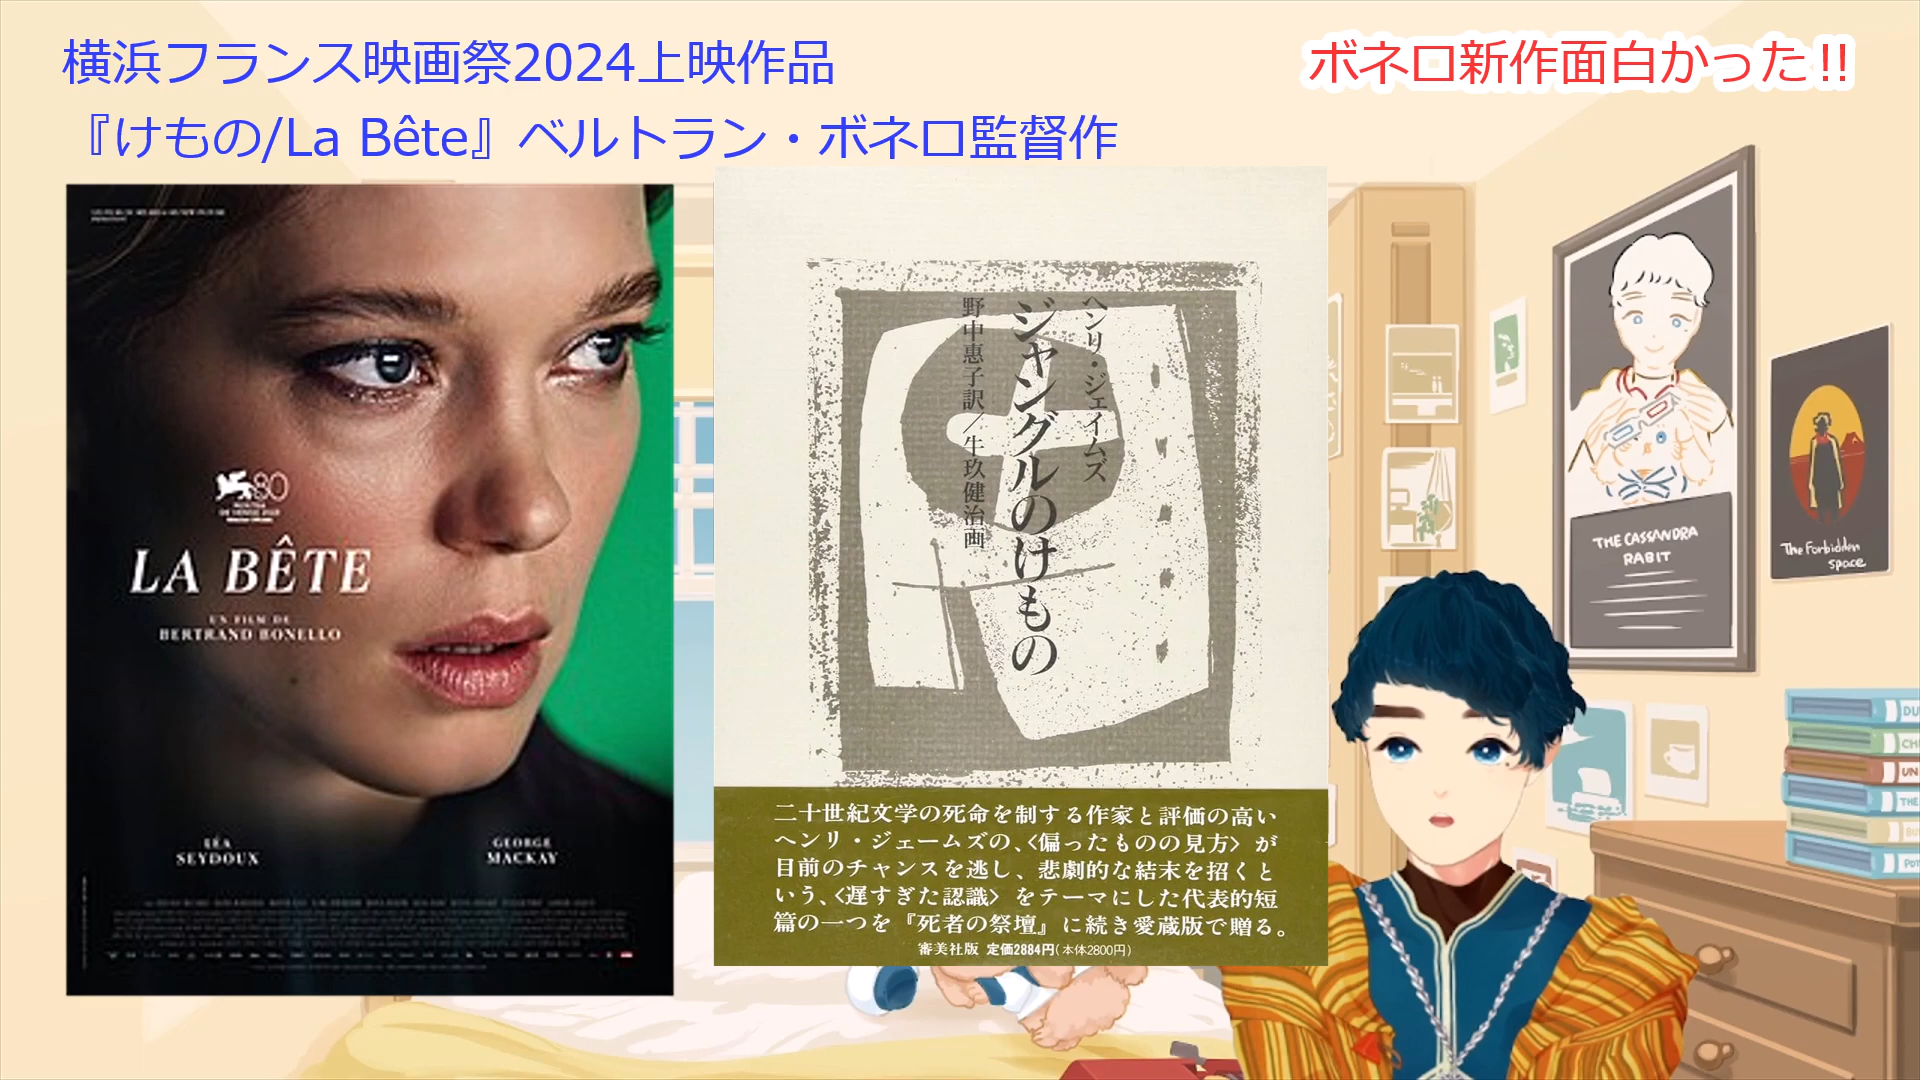 横浜フランス映画祭2024上映作品
『けもの/La Bête』ベルトラン・ボネロ監督作
ボネロ新作面白かった!!
80
LA BÊTE
UN FILM DE
BERTRAND BONELLO
LÉA
SEYDOUX
GEORGE
MACKAY
ヘンリ・ジェイムズ
ジャングルのけもの
野中惠子訳/牛玖健治画
二十世紀文学の死命を制する作家と評価の高い
ヘンリ・ジェームズの、〈偏ったものの見方〉が
目前のチャンスを逃し、悲劇的な結末を招くと
いう、〈遅すぎた認識〉をテーマにした代表的短
篇の一つを『死者の祭壇』に続き愛蔵版で贈る。
審美社版 定価2884円(本体2800円)
THE CASSANDRA
RABIT
The Forbidden
space
DU
CH
UN
THE
BU